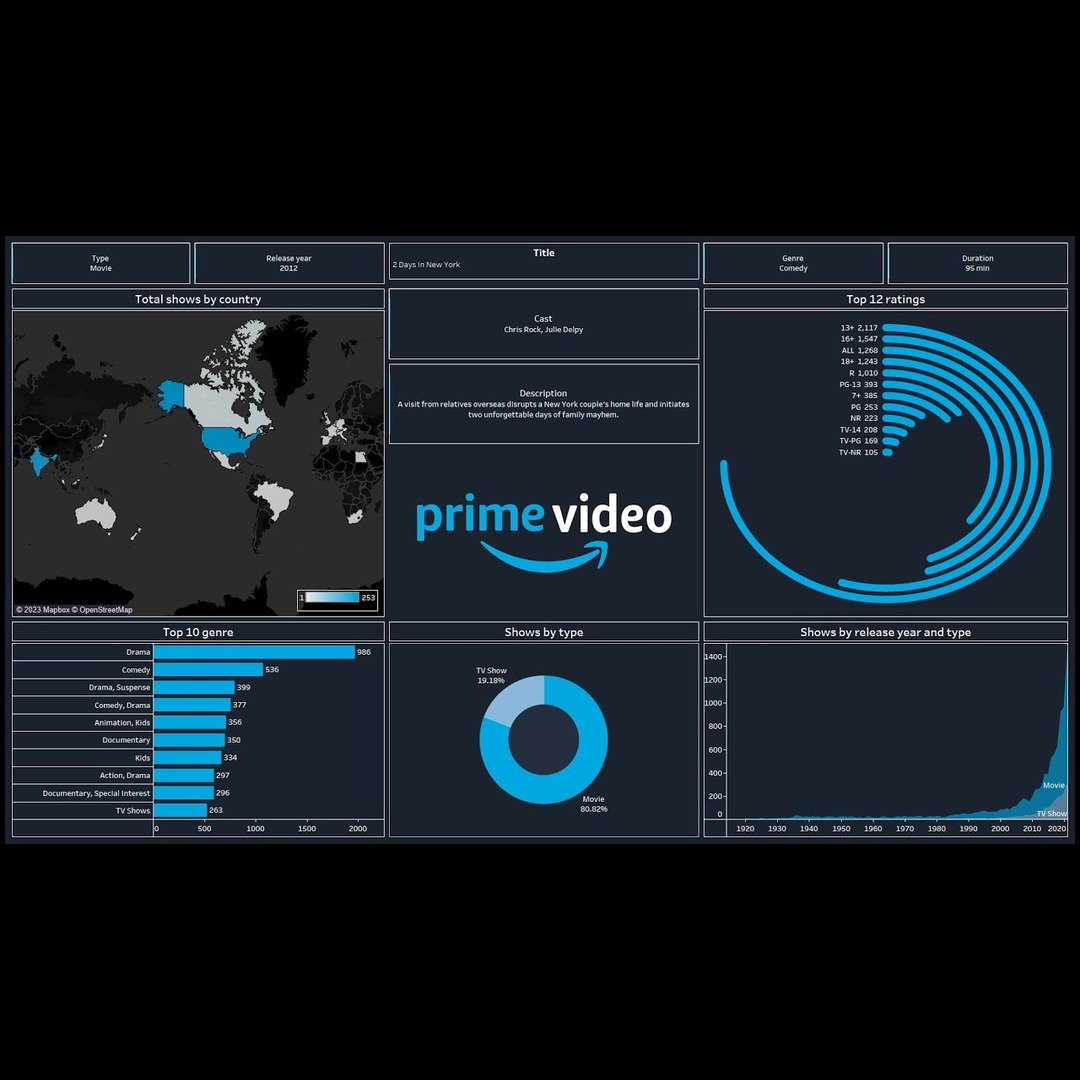 Type
Movie
Release year
2012
Title
2 Days In New York
Genre
Comedy
Duration
95 min
Total shows by country
© 2023 Mapbox © OpenStreetMap
1 253
Cast
Chris Rock, Julie Delpy
Description
A visit from relatives overseas disrupts a New York couple's home life and initiates
two unforgettable days of family mayhem.
prime video
Top 12 ratings
13+ 2,117
16+ 1,547
ALL 1,268
18+ 1,243
R 1,010
PG-13 393
7+ 385
PG 253
NR 223
TV-14 208
TV-PG 169
TV-NR 105
Top 10 genre
Drama 986
Comedy 536
Drama, Suspense 399
Comedy, Drama 377
Animation, Kids 356
Documentary 350
Kids 334
Action, Drama 297
Documentary, Special Interest 296
TV Shows 263
0 500 1000 1500 2000
Shows by type
TV Show
19.18%
Movie
80.82%
Shows by release year and type
1400
1200
1000
800
600
400
200
0
Movie
TV Show
1920 1930 1940 1950 1960 1970 1980 1990 2000 2010 2020